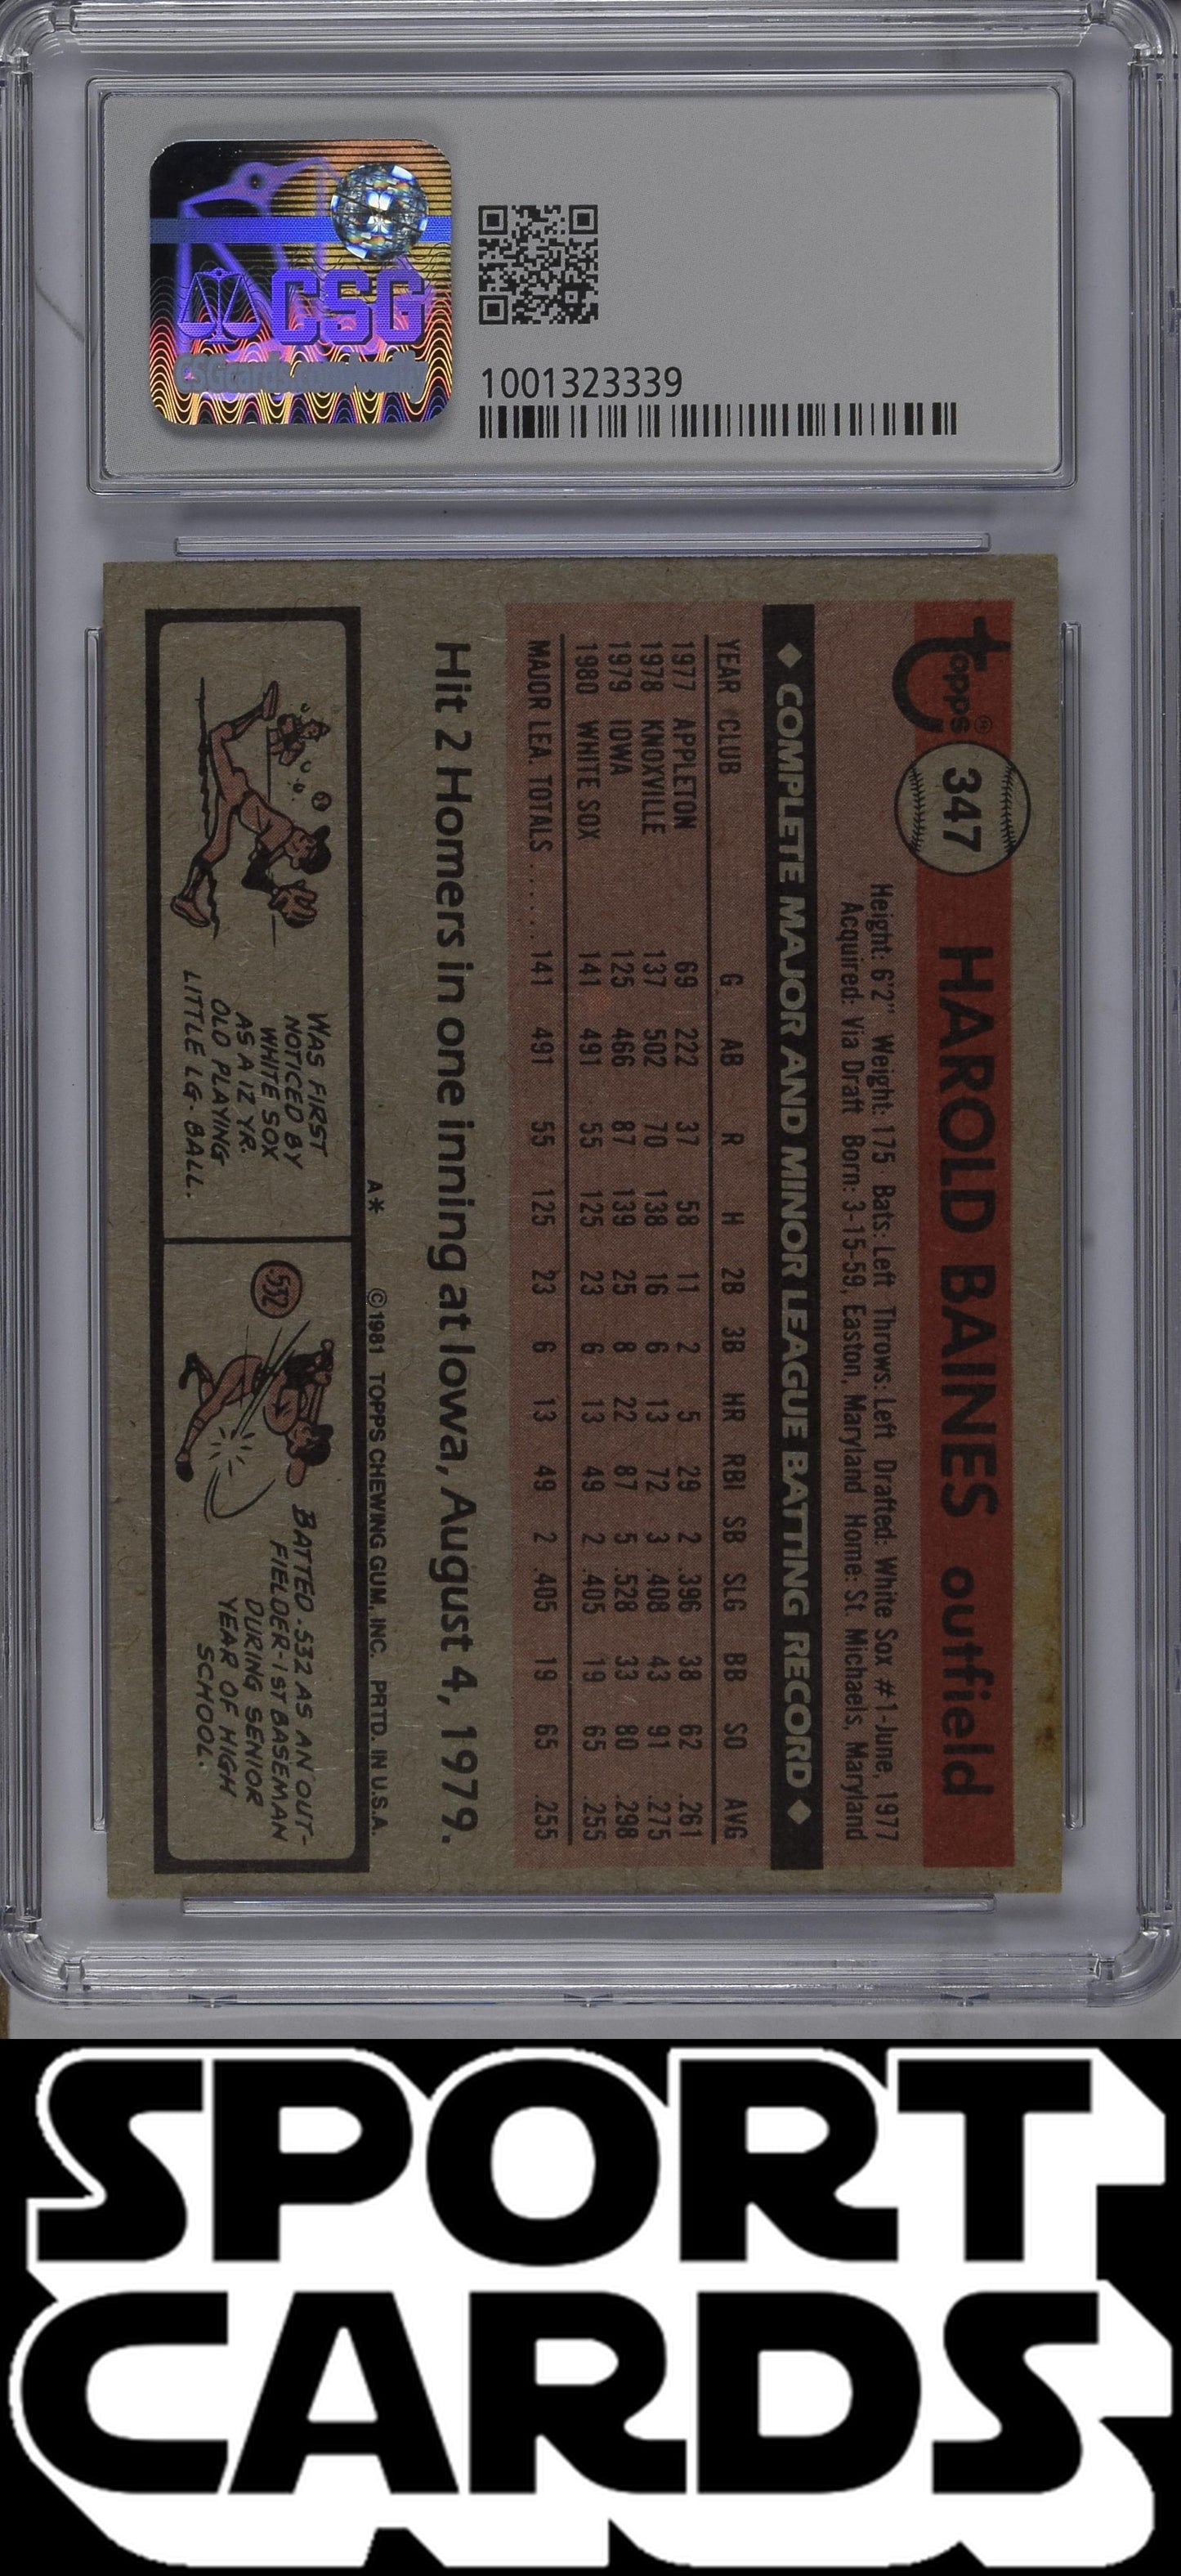 CSG
CSGcards.com
1001323339
Topps®
347
HAROLD BAINES outfield
Height: 6'2" Weight: 175 Bats: Left Throws: Left Drafted: White Sox #1-June, 1977
Acquired: Via Draft Born: 3-15-59, Easton, Maryland Home: St. Michaels, Maryland
◆ COMPLETE MAJOR AND MINOR LEAGUE BATTING RECORD ◆
YEAR CLUB G AB R H 2B 3B HR RBI SB SLG BB SO AVG
1977 APPLETON 69 222 37 58 11 2 5 29 2 .396 38 62 .261
1978 KNOXVILLE 137 502 70 138 16 6 13 72 3 .408 43 91 .275
1979 IOWA 125 466 87 139 25 8 22 87 5 .528 33 80 .298
1980 WHITE SOX 141 491 55 125 23 6 13 49 2 .405 19 65 .255
MAJOR LEA. TOTALS ...... 141 491 55 125 23 6 13 49 2 .405 19 65 .255
Hit 2 Homers in one inning at Iowa, August 4, 1979.
A* ©1981 TOPPS CHEWING GUM, INC. PRTD. IN U.S.A.
WAS FIRST
NOTICED BY
WHITE SOX
AS A 12 YR.
OLD PLAYING
LITTLE LG. BALL.
.532
BATTED .532 AS AN OUT-
FIELDER-1ST BASEMAN
DURING SENIOR
YEAR OF HIGH
SCHOOL.
SPORT
CARDS